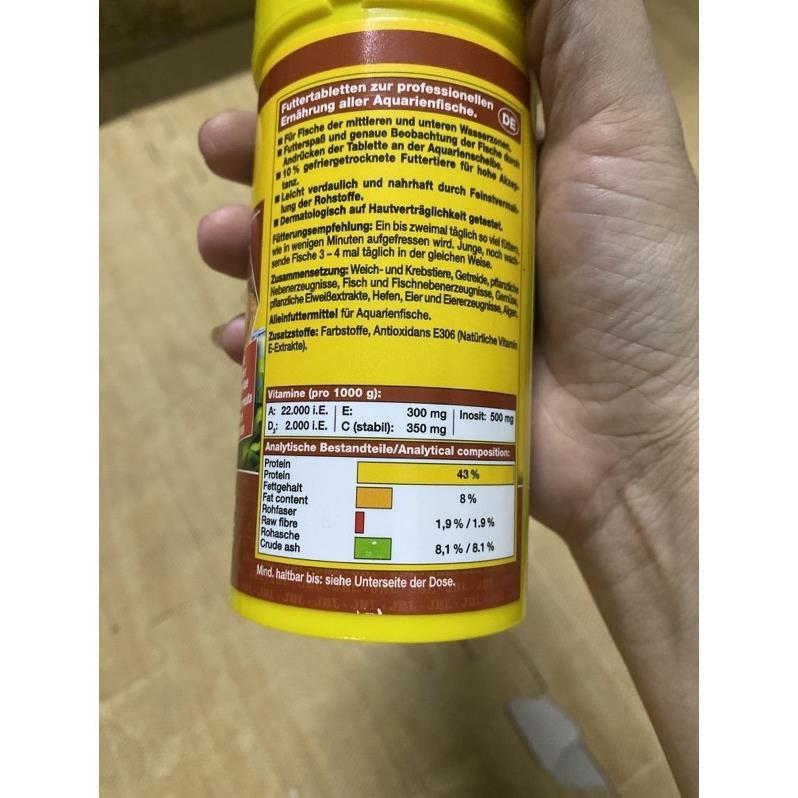 Futtertabletten zur professionellen
Ernährung aller Aquarienfische.
DE
■ Für Fische der mittleren und unteren Wasserzonen.
■ Futterspaß und genaue Beobachtung der Fische durch
Andrücken der Tablette an der Aquarienscheibe.
■ 10 % gefriergetrocknete Futtertiere für hohe Akzep-
tanz.
■ Leicht verdaulich und nahrhaft durch Feinstvermah-
lung der Rohstoffe.
■ Dermatologisch auf Hautverträglichkeit getestet.
Fütterungsempfehlung: Ein bis zweimal täglich so viel füttern,
wie in wenigen Minuten aufgefressen wird. Junge, noch wach-
sende Fische 3 – 4 mal täglich in der gleichen Weise.
Zusammensetzung: Weich- und Krebstiere, Getreide, pflanzliche
Nebenerzeugnisse, Fisch und Fischnebenerzeugnisse, Gemüse,
pflanzliche Eiweißextrakte, Hefen, Eier und Eiererzeugnisse, Algen.
Alleinfuttermittel für Aquarienfische.
Zusatzstoffe: Farbstoffe, Antioxidans E306 (Natürliche Vitamin
E-Extrakte).
Vitamine (pro 1000 g):
A: 22.000 i.E. E: 300 mg Inosit: 500 mg
D₃: 2.000 i.E. C (stabil): 350 mg
Analytische Bestandteile/Analytical composition:
Protein
Protein 43 %
Fettgehalt
Fat content 8 %
Rohfaser
Raw fibre 1,9 % / 1.9 %
Rohasche
Crude ash 8,1 % / 8.1 %
Mind. haltbar bis: siehe Unterseite der Dose.
JBL · JBL · JBL · JBL · JBL · JBL · JBL